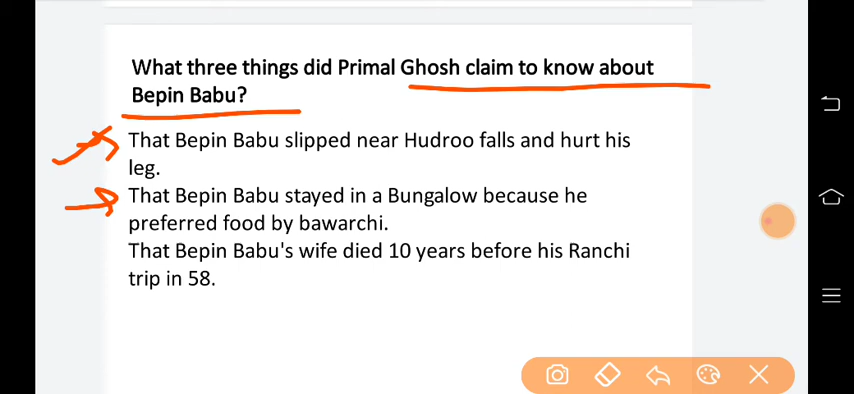 What three things did Primal Ghosh claim to know about
Bepin Babu?
That Bepin Babu slipped near Hudroo falls and hurt his
leg.
That Bepin Babu stayed in a Bungalow because he
preferred food by bawarchi.
That Bepin Babu's wife died 10 years before his Ranchi
trip in 58.